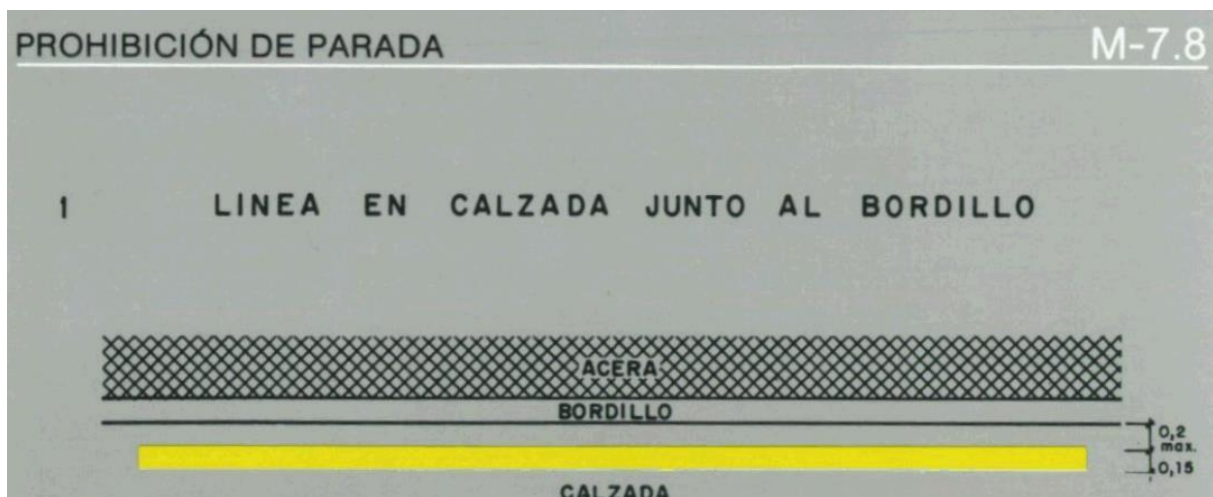 PROHIBICIÓN DE PARADA M-7.8
1 LINEA EN CALZADA JUNTO AL BORDILLO
ACERA
BORDILLO
0,2
max.
0,15
CALZADA